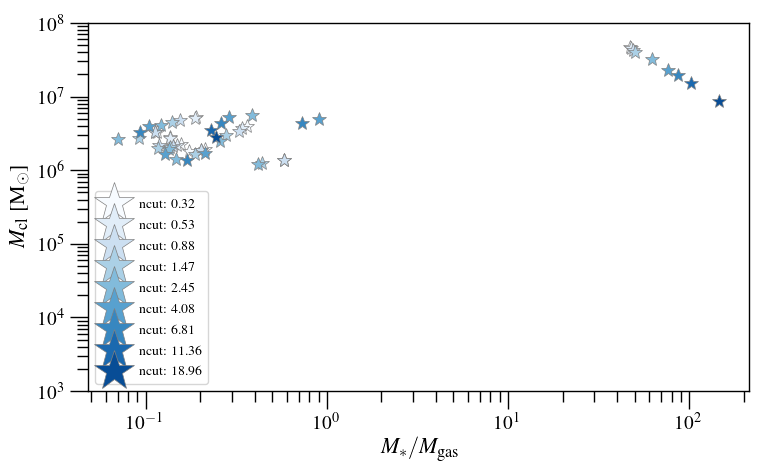 10^8
10^7
10^6
10^5
10^4
10^3
M_cl [M_⊙]
ncut: 0.32
ncut: 0.53
ncut: 0.88
ncut: 1.47
ncut: 2.45
ncut: 4.08
ncut: 6.81
ncut: 11.36
ncut: 18.96
10^−1 10^0 10^1 10^2
M_*/M_gas